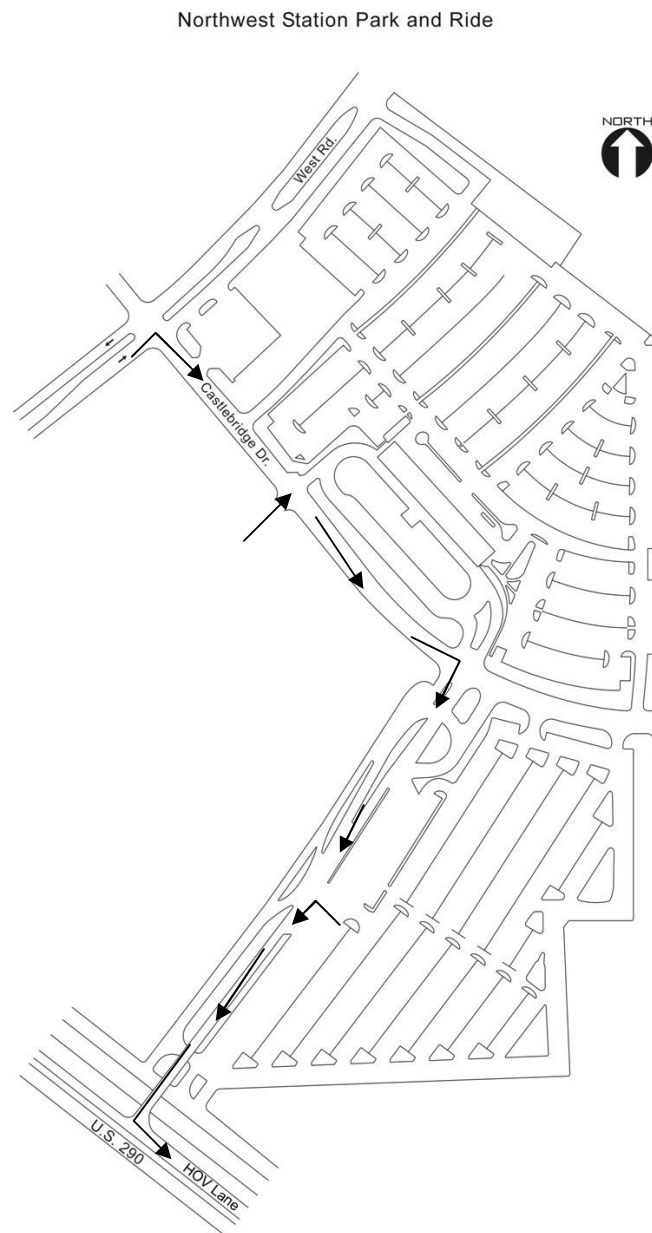 Northwest Station Park and Ride
NORTH
West Rd.
Castlebridge Dr.
U.S. 290
HOV Lane